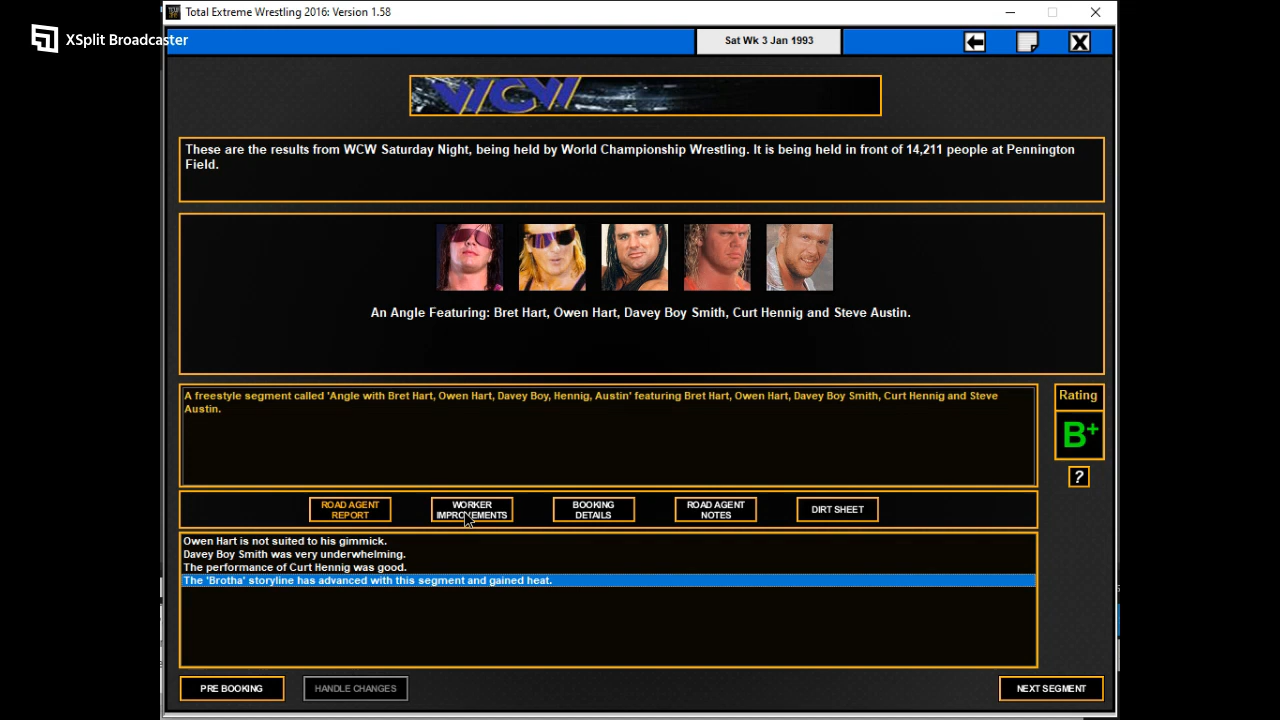 Total Extreme Wrestling 2016: Version 1.58
XSplit Broadcaster
Sat Wk 3 Jan 1993
WCW
These are the results from WCW Saturday Night, being held by World Championship Wrestling. It is being held in front of 14,211 people at Pennington
Field.
An Angle Featuring: Bret Hart, Owen Hart, Davey Boy Smith, Curt Hennig and Steve Austin.
A freestyle segment called 'Angle with Bret Hart, Owen Hart, Davey Boy, Hennig, Austin' featuring Bret Hart, Owen Hart, Davey Boy Smith, Curt Hennig and Steve
Austin.
Rating
B+
?
ROAD AGENT
REPORT
WORKER
IMPROVEMENTS
BOOKING
DETAILS
ROAD AGENT
NOTES
DIRT SHEET
Owen Hart is not suited to his gimmick.
Davey Boy Smith was very underwhelming.
The performance of Curt Hennig was good.
The 'Brotha' storyline has advanced with this segment and gained heat.
PRE BOOKING
HANDLE CHANGES
NEXT SEGMENT